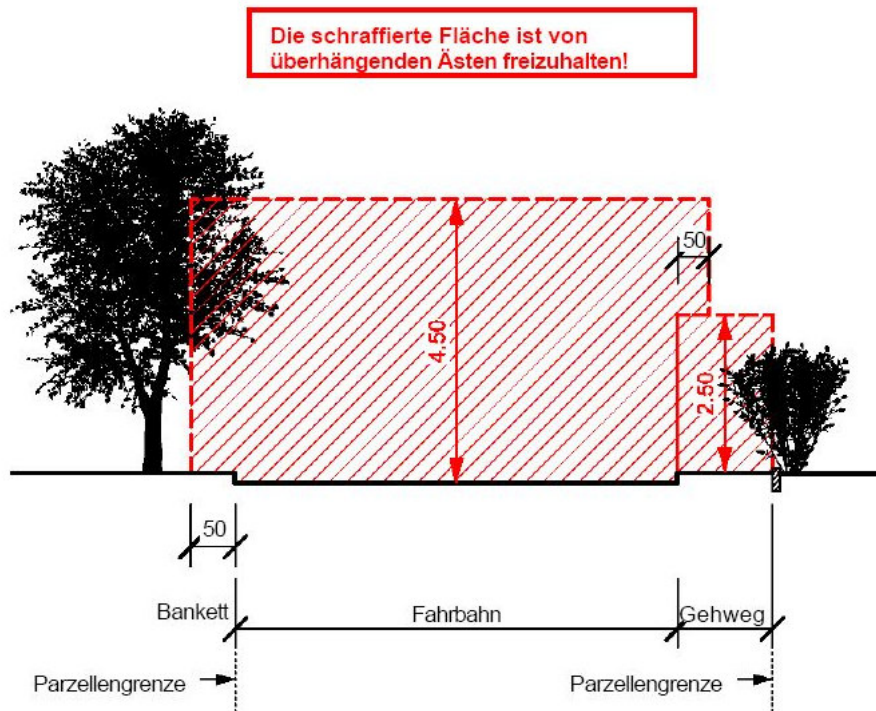 Die schraffierte Fläche ist von
überhängenden Ästen freizuhalten!
50
4.50
2.50
50
Bankett
Fahrbahn
Gehweg
Parzellengrenze
Parzellengrenze